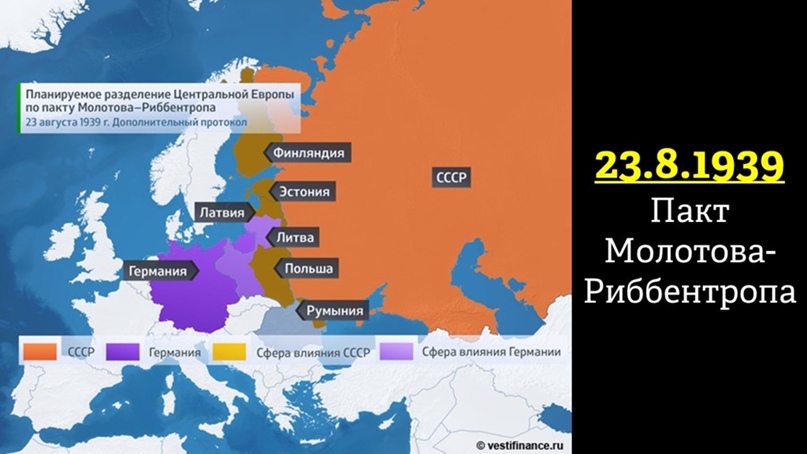 Планируемое разделение Центральной Европы
по пакту Молотова–Риббентропа
23 августа 1939 г. Дополнительный протокол
Финляндия
СССР
Эстония
Латвия
Литва
Германия
Польша
Румыния
СССР
Германия
Сфера влияния СССР
Сфера влияния Германии
© vestifinance.ru
23.8.1939
Пакт
Молотова-
Риббентропа